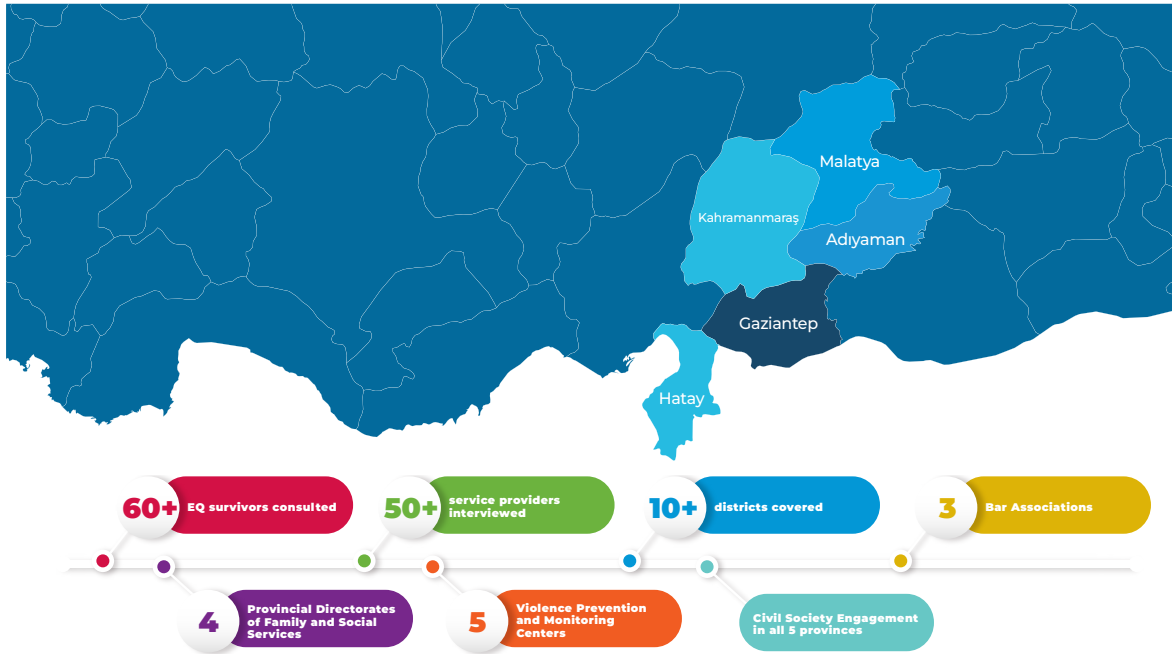 Malatya
Kahramanmaraş
Adıyaman
Gaziantep
Hatay
60+
EQ survivors consulted
50+
service providers
interviewed
10+
districts covered
3
Bar Associations
4
Provincial Directorates
of Family and Social
Services
5
Violence Prevention
and Monitoring
Centers
Civil Society Engagement
in all 5 provinces